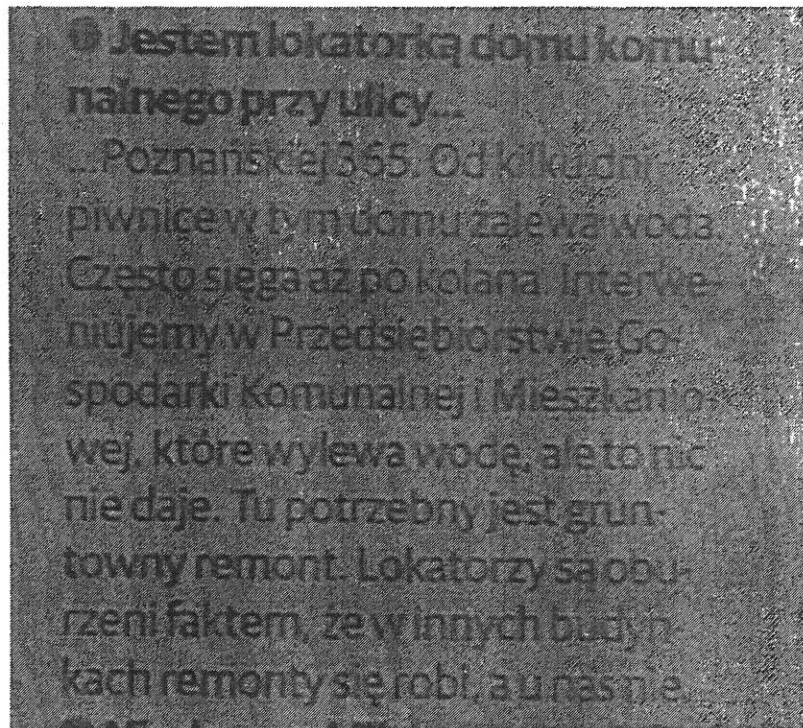 Jestem lokatorką domu komu-
nalnego przy ulicy...
...Poznańskiej 365. Od kilku dni
piwnice w tym domu zalewa woda.
Często sięga aż po kolana. Interwe-
niujemy w Przedsiębiorstwie Go-
spodarki Komunalnej i Mieszkanio-
wej, które wylewa wodę, ale to nic
nie daje. Tu potrzebny jest grun-
towny remont. Lokatorzy są obu-
rzeni faktem, że w innych budyn-
kach remonty się robi, a u nas nie.